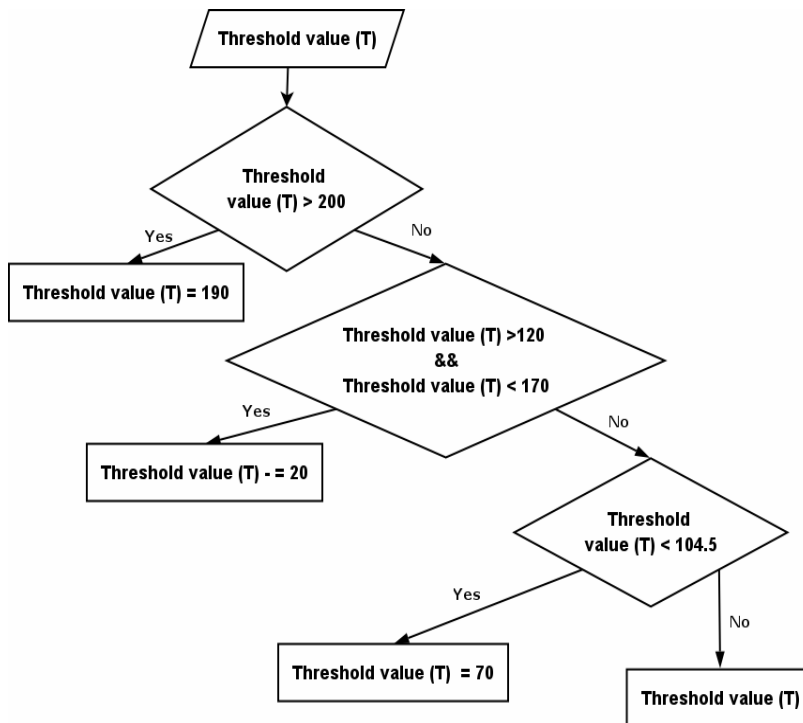 Threshold value (T)
Threshold
value (T) > 200
Yes
No
Threshold value (T) = 190
Threshold value (T) >120
&&
Threshold value (T) < 170
Yes
No
Threshold value (T) - = 20
Threshold
value (T) < 104.5
Yes
No
Threshold value (T) = 70
Threshold value (T)